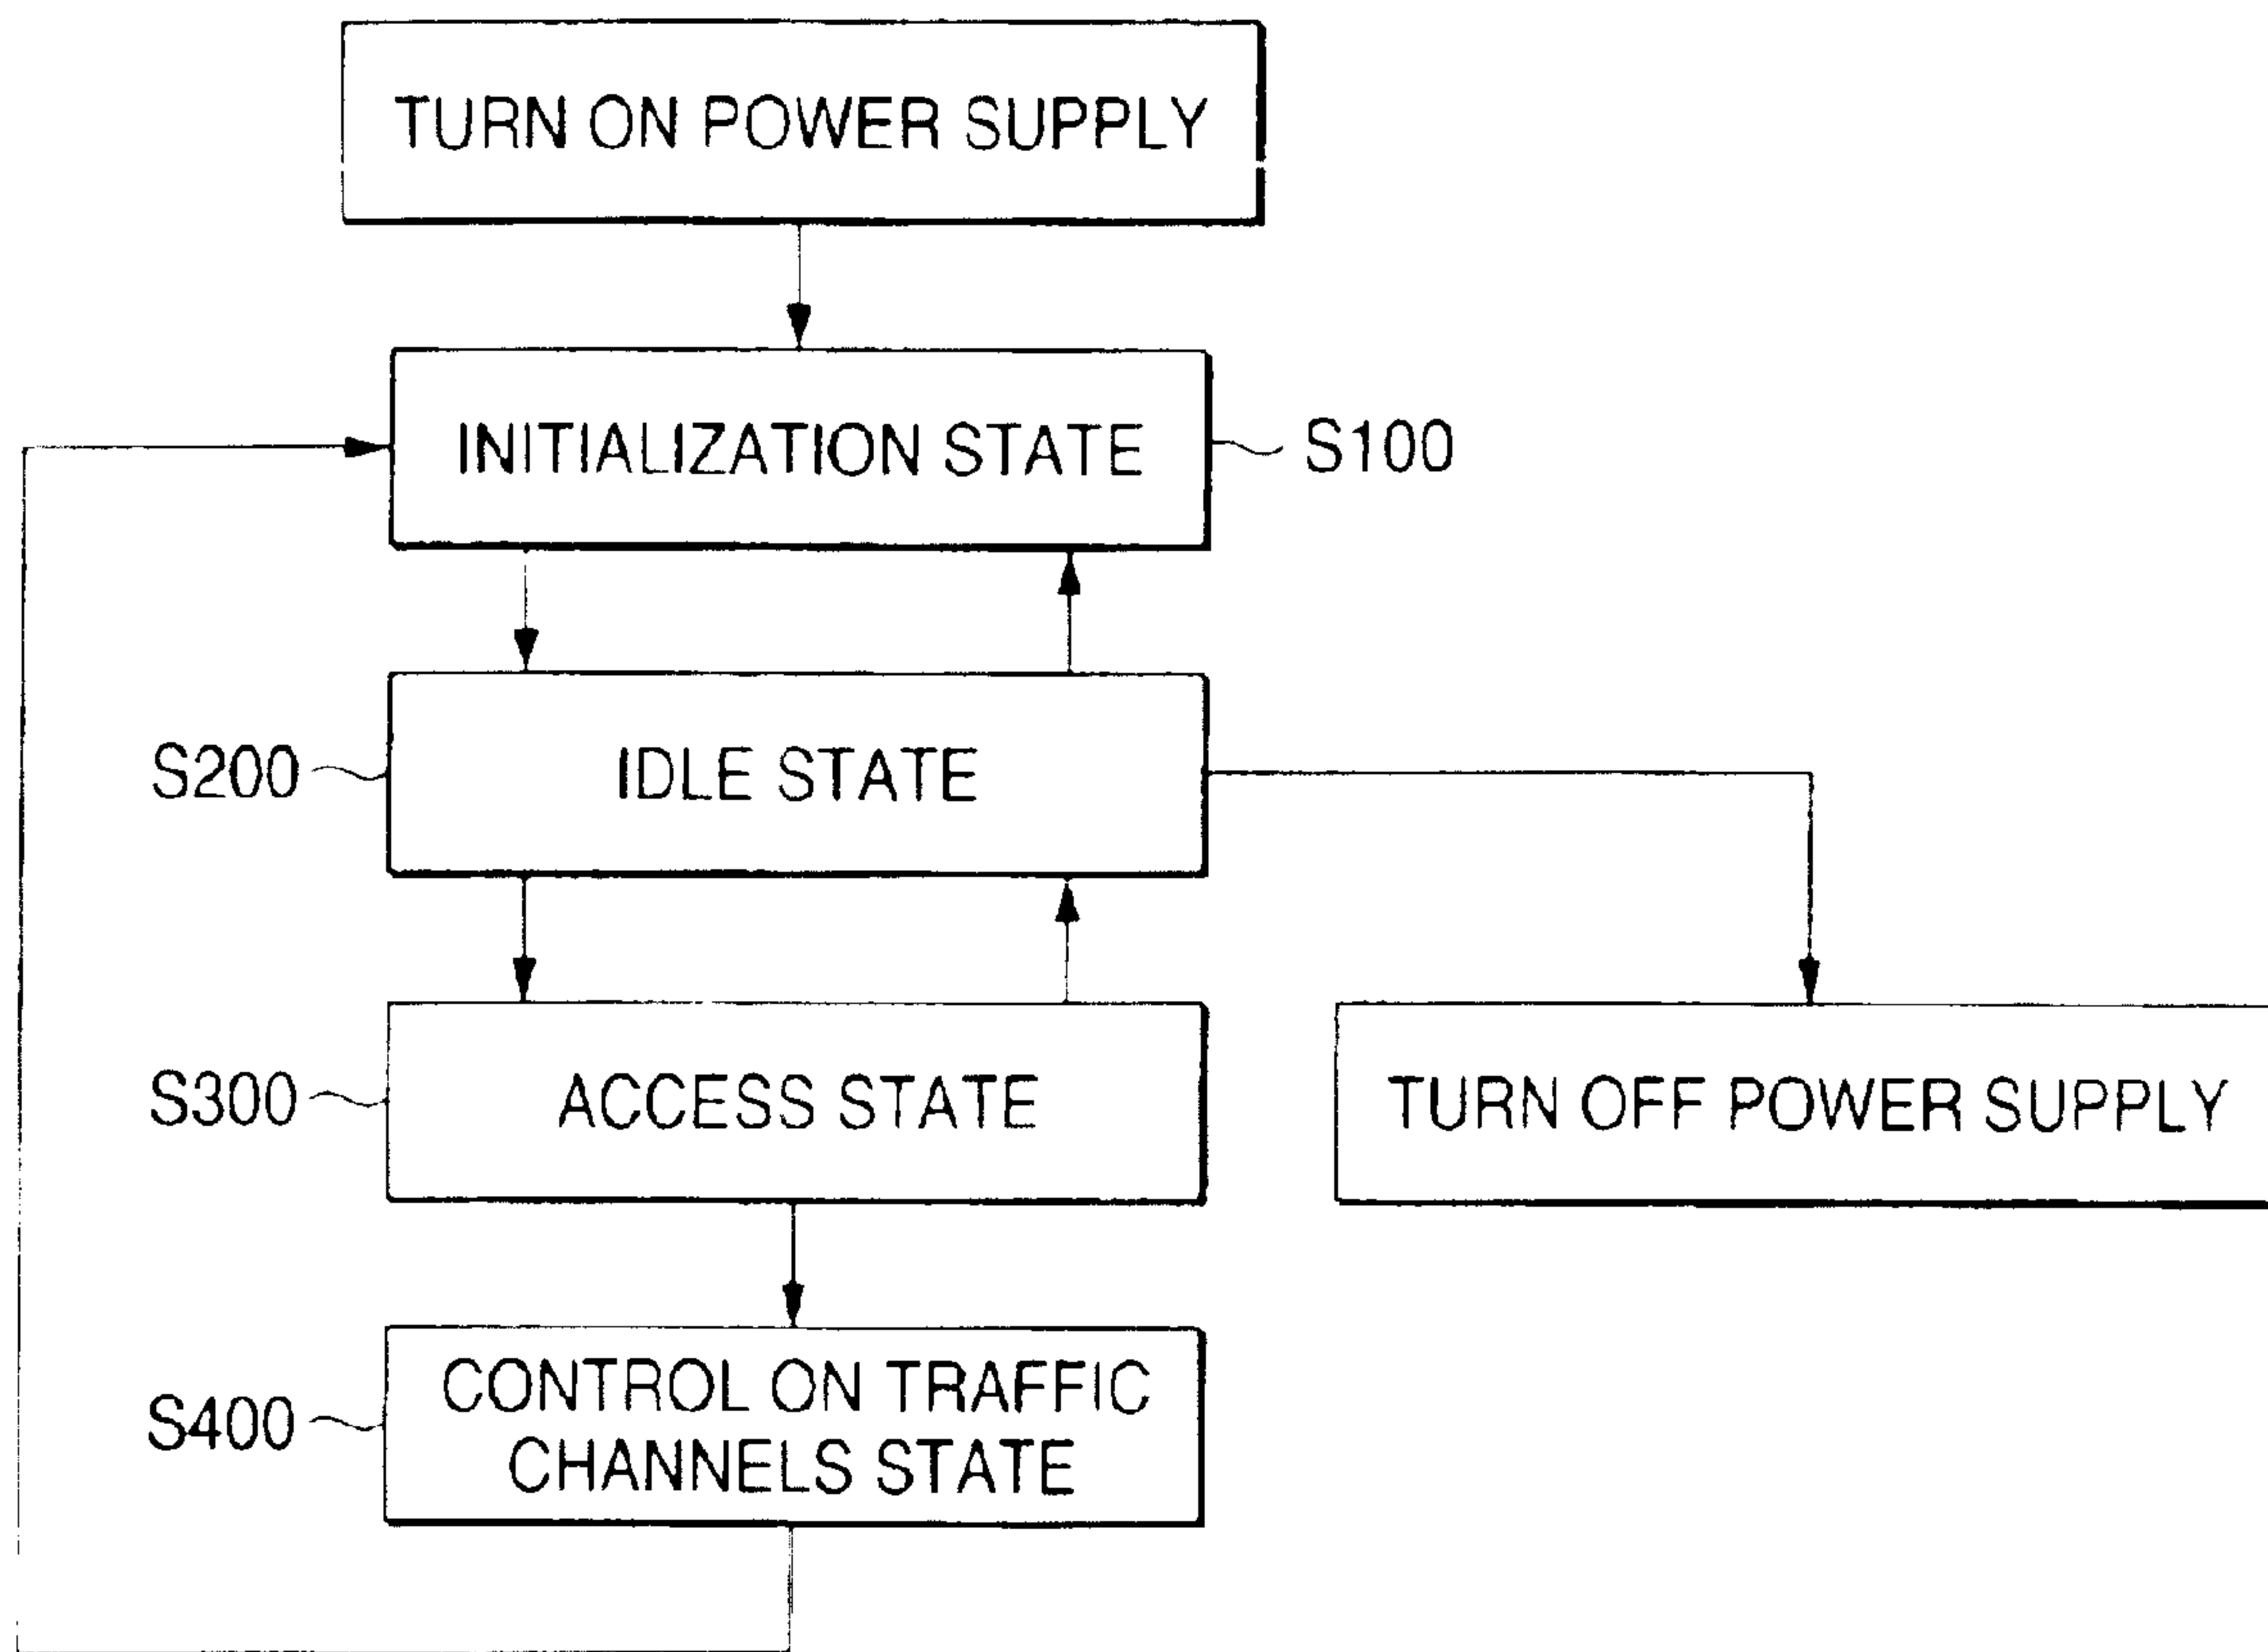 TURN ON POWER SUPPLY
INITIALIZATION STATE
S100
S200
IDLE STATE
S300
ACCESS STATE
TURN OFF POWER SUPPLY
S400
CONTROL ON TRAFFIC
CHANNELS STATE